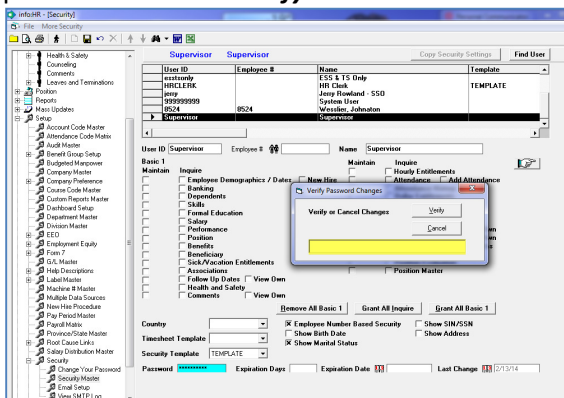 info:HR - [Security]
File More Security
Health & Safety
Counseling
Comments
Leaves and Terminations
Position
Reports
Mass Updates
Setup
Account Code Master
Attendance Code Matrix
Audit Master
Benefit Group Setup
Budgeted Manpower
Company Master
Company Preference
Course Code Master
Custom Reports Master
Dashboard Setup
Department Master
Division Master
EEO
Employment Equity
Form 7
G/L Master
Help Descriptions
Label Master
Machine # Master
Multiple Data Sources
New Hire Procedure
Pay Period Master
Payroll Matrix
Province/State Master
Root Cause Links
Salary Distribution Master
Security
Change Your Password
Security Master
Email Setup
View SMTP Log
Supervisor Supervisor Copy Security Settings Find User
User ID Employee # Name Template
esstsonly ESS & TS Only
HRCLERK HR Clerk TEMPLATE
jerry Jerry Rowland - SSO
999999999 System User
8524 8524 Wesslier, Johnaton
Supervisor Supervisor
User ID Supervisor Employee # Name Supervisor
Basic 1
Maintain Inquire
Employee Demographics / Dates New Hire
Banking
Dependents
Skills
Formal Education
Salary
Performance
Position
Benefits
Beneficiary
Sick/Vacation Entitlements
Associations
Follow Up Dates View Own
Health and Safety
Comments View Own
Maintain Inquire
Hourly Entitlements
Attendance Add Attendance
Position Master
Verify Password Changes
Verify or Cancel Changes Verify
Cancel
Remove All Basic 1 Grant All Inquire Grant All Basic 1
Country
Timesheet Template
Security Template TEMPLATE
Employee Number Based Security
Show Birth Date
Show Marital Status
Show SIN/SSN
Show Address
Password ********** Expiration Days Expiration Date Last Change 2/13/14